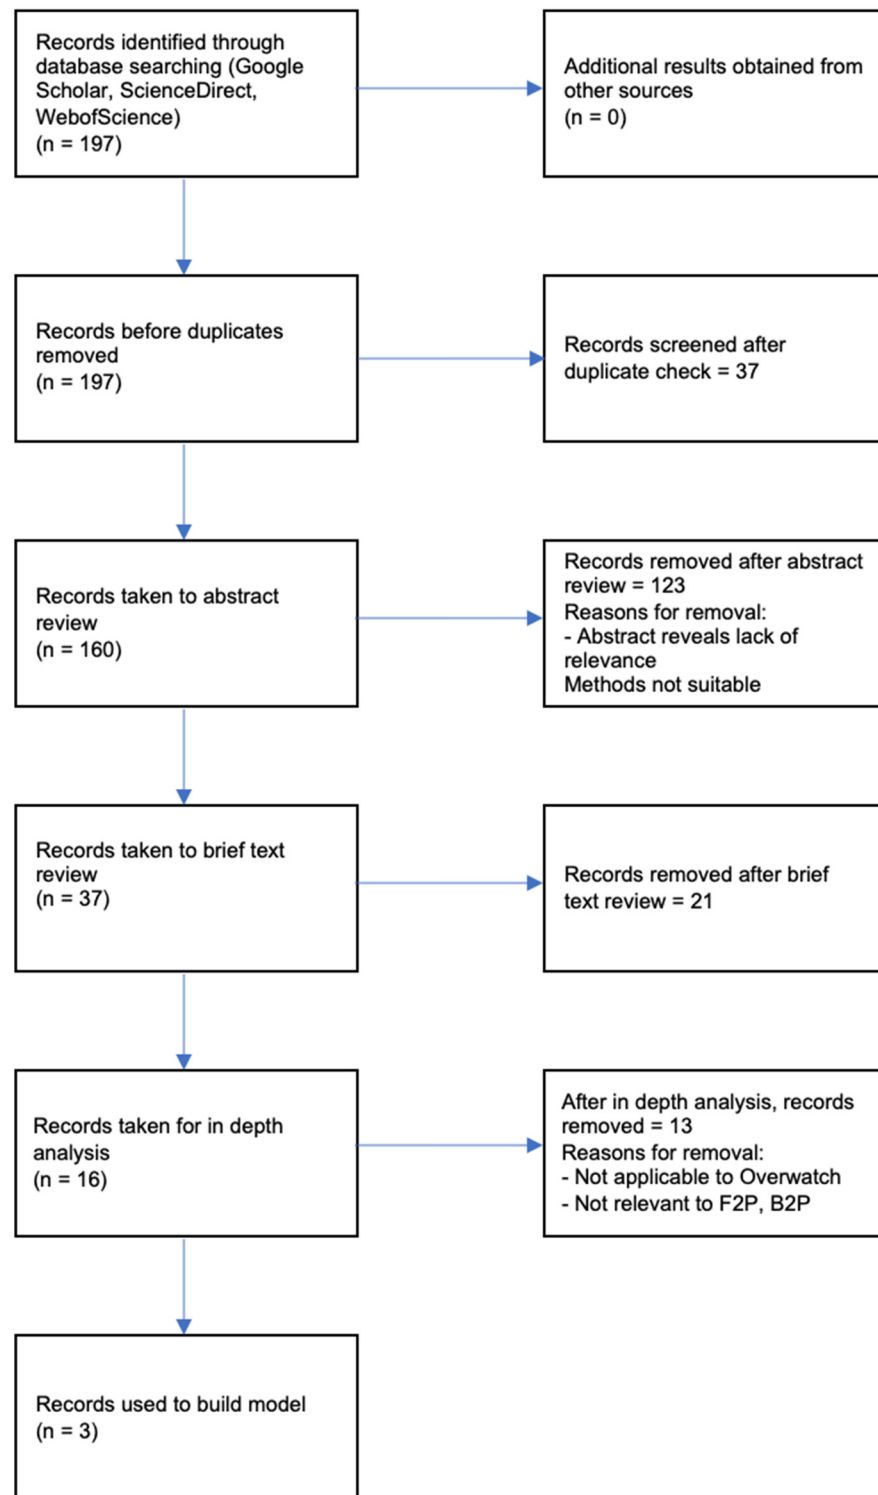 Records identified through
database searching (Google
Scholar, ScienceDirect,
WebofScience)
(n = 197)
Additional results obtained from
other sources
(n = 0)
Records before duplicates
removed
(n = 197)
Records screened after
duplicate check = 37
Records taken to abstract
review
(n = 160)
Records removed after abstract
review = 123
Reasons for removal:
- Abstract reveals lack of
relevance
Methods not suitable
Records taken to brief text
review
(n = 37)
Records removed after brief
text review = 21
Records taken for in depth
analysis
(n = 16)
After in depth analysis, records
removed = 13
Reasons for removal:
- Not applicable to Overwatch
- Not relevant to F2P, B2P
Records used to build model
(n = 3)